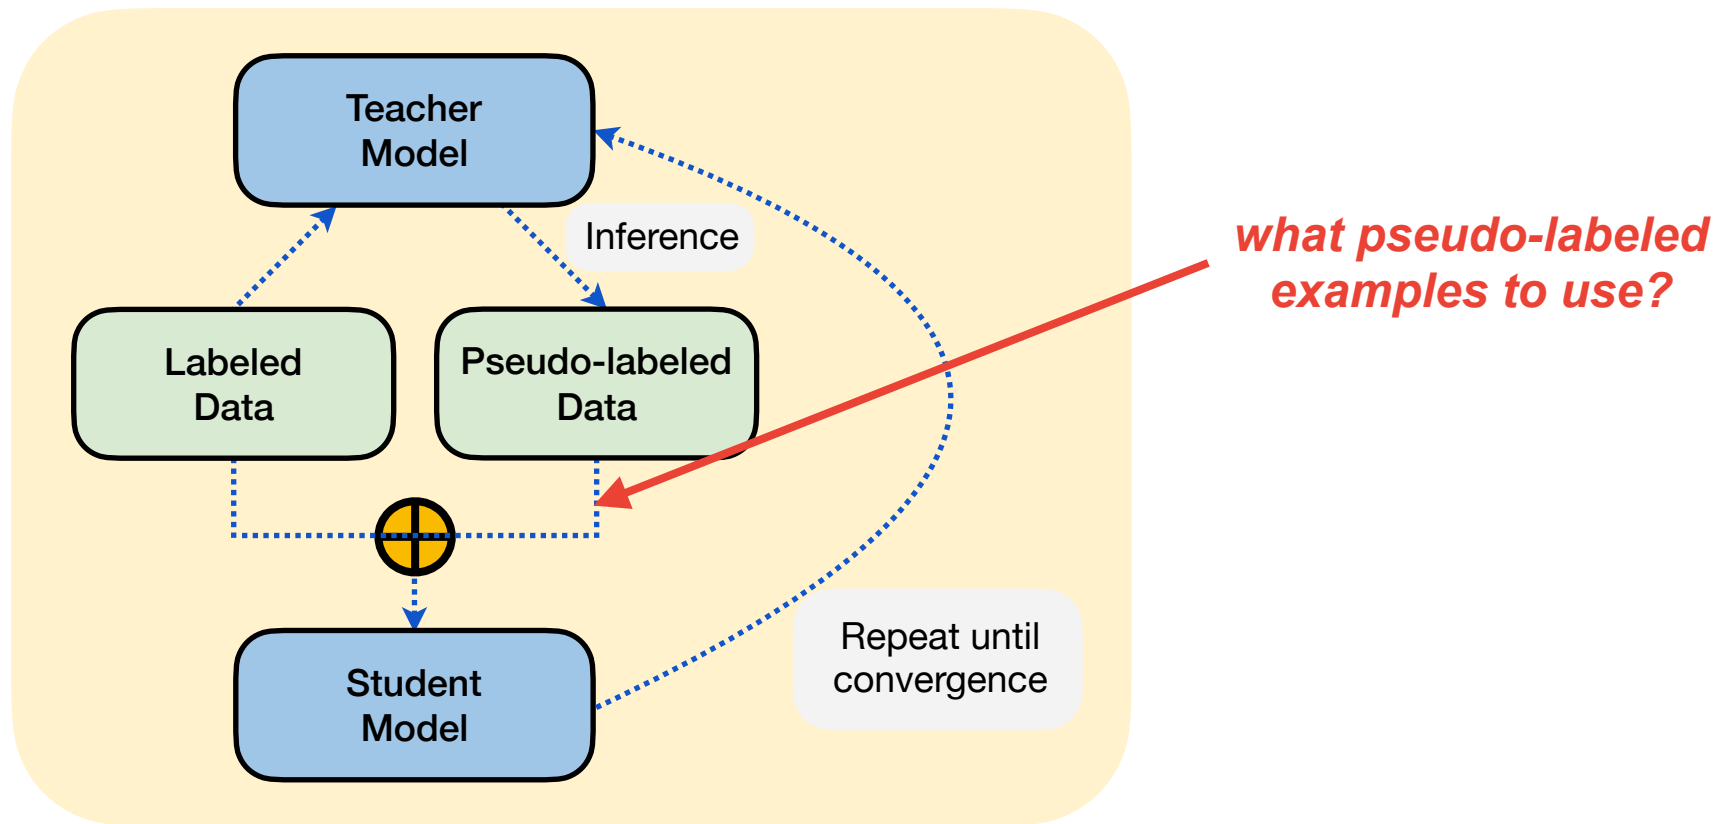 Teacher
Model
Inference
what pseudo-labeled
examples to use?
Labeled
Data
Pseudo-labeled
Data
Repeat until
convergence
Student
Model